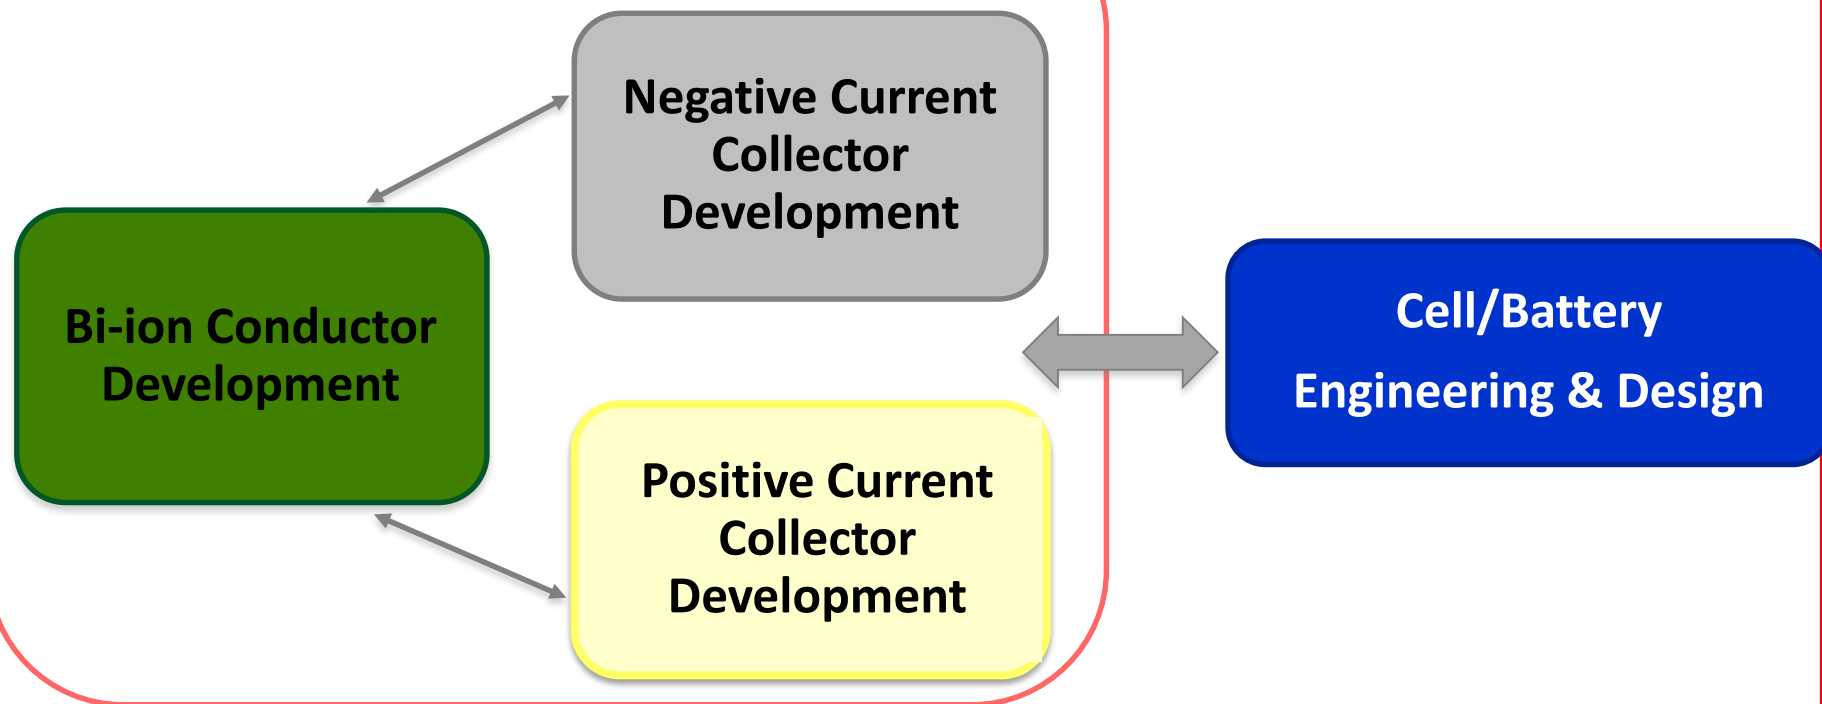 Negative Current
Collector
Development
Bi-ion Conductor
Development
Positive Current
Collector
Development
Cell/Battery
Engineering & Design